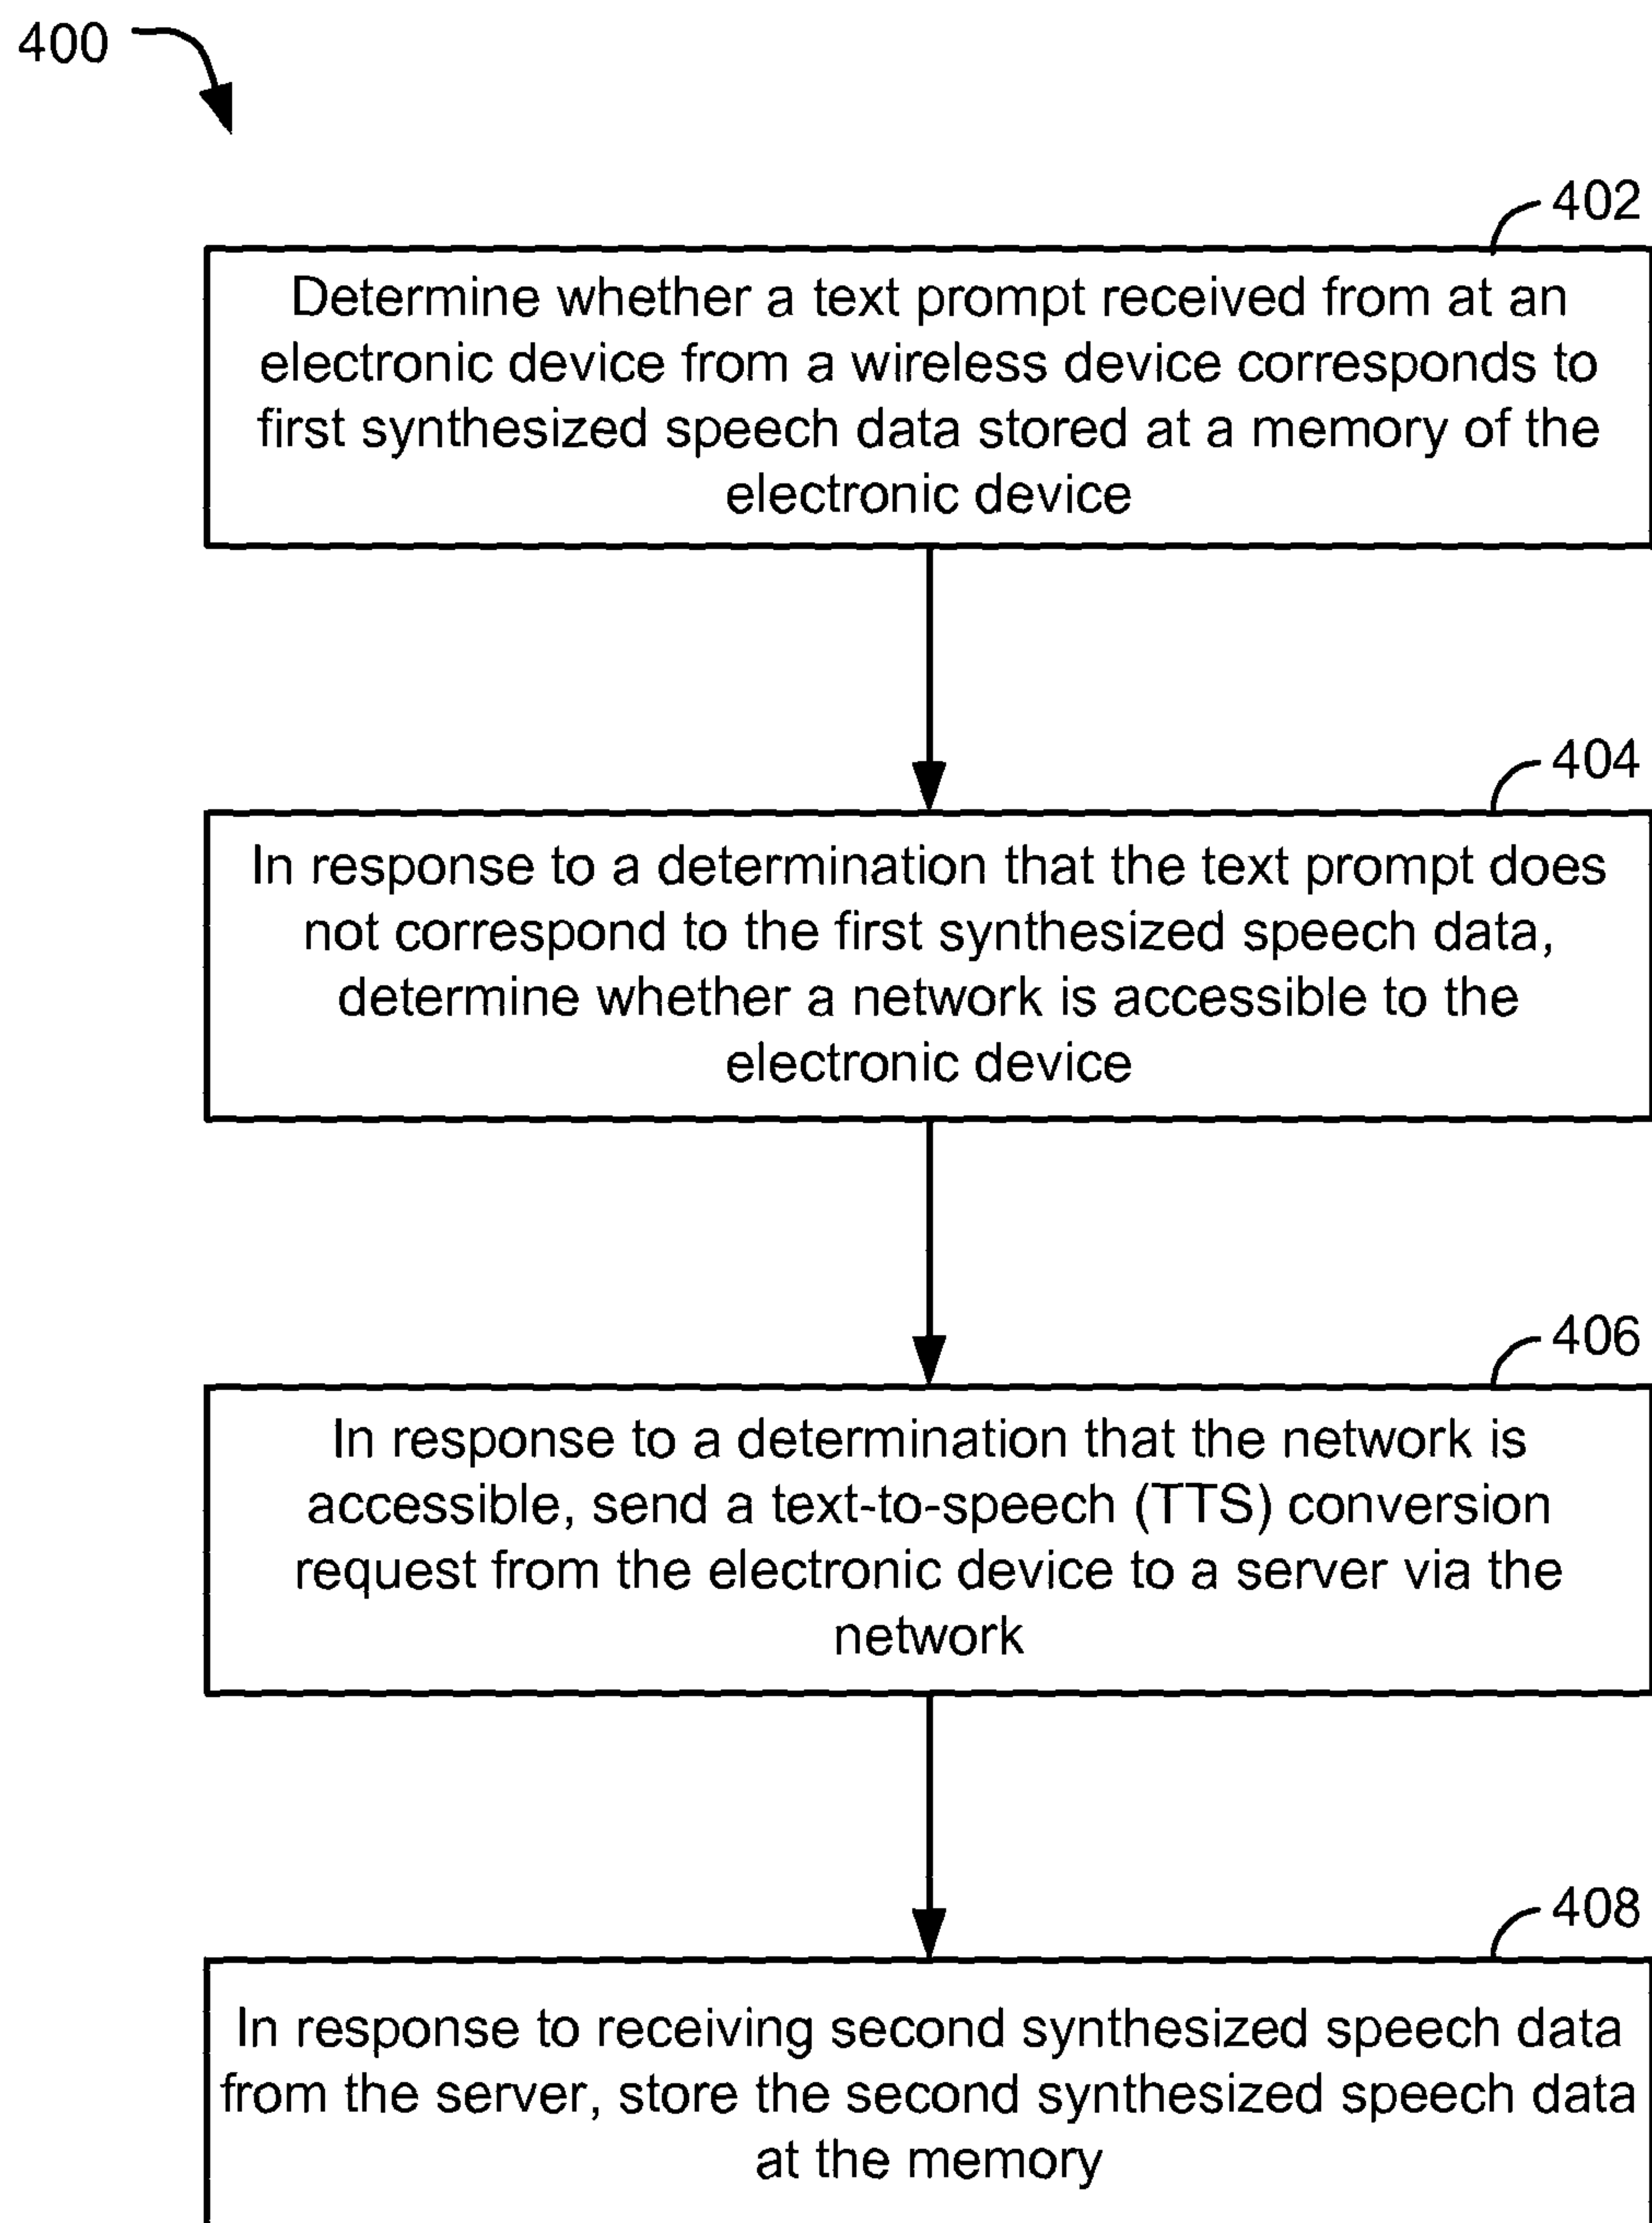 400
402
Determine whether a text prompt received from at an
electronic device from a wireless device corresponds to
first synthesized speech data stored at a memory of the
electronic device
404
In response to a determination that the text prompt does
not correspond to the first synthesized speech data,
determine whether a network is accessible to the
electronic device
406
In response to a determination that the network is
accessible, send a text-to-speech (TTS) conversion
request from the electronic device to a server via the
network
408
In response to receiving second synthesized speech data
from the server, store the second synthesized speech data
at the memory